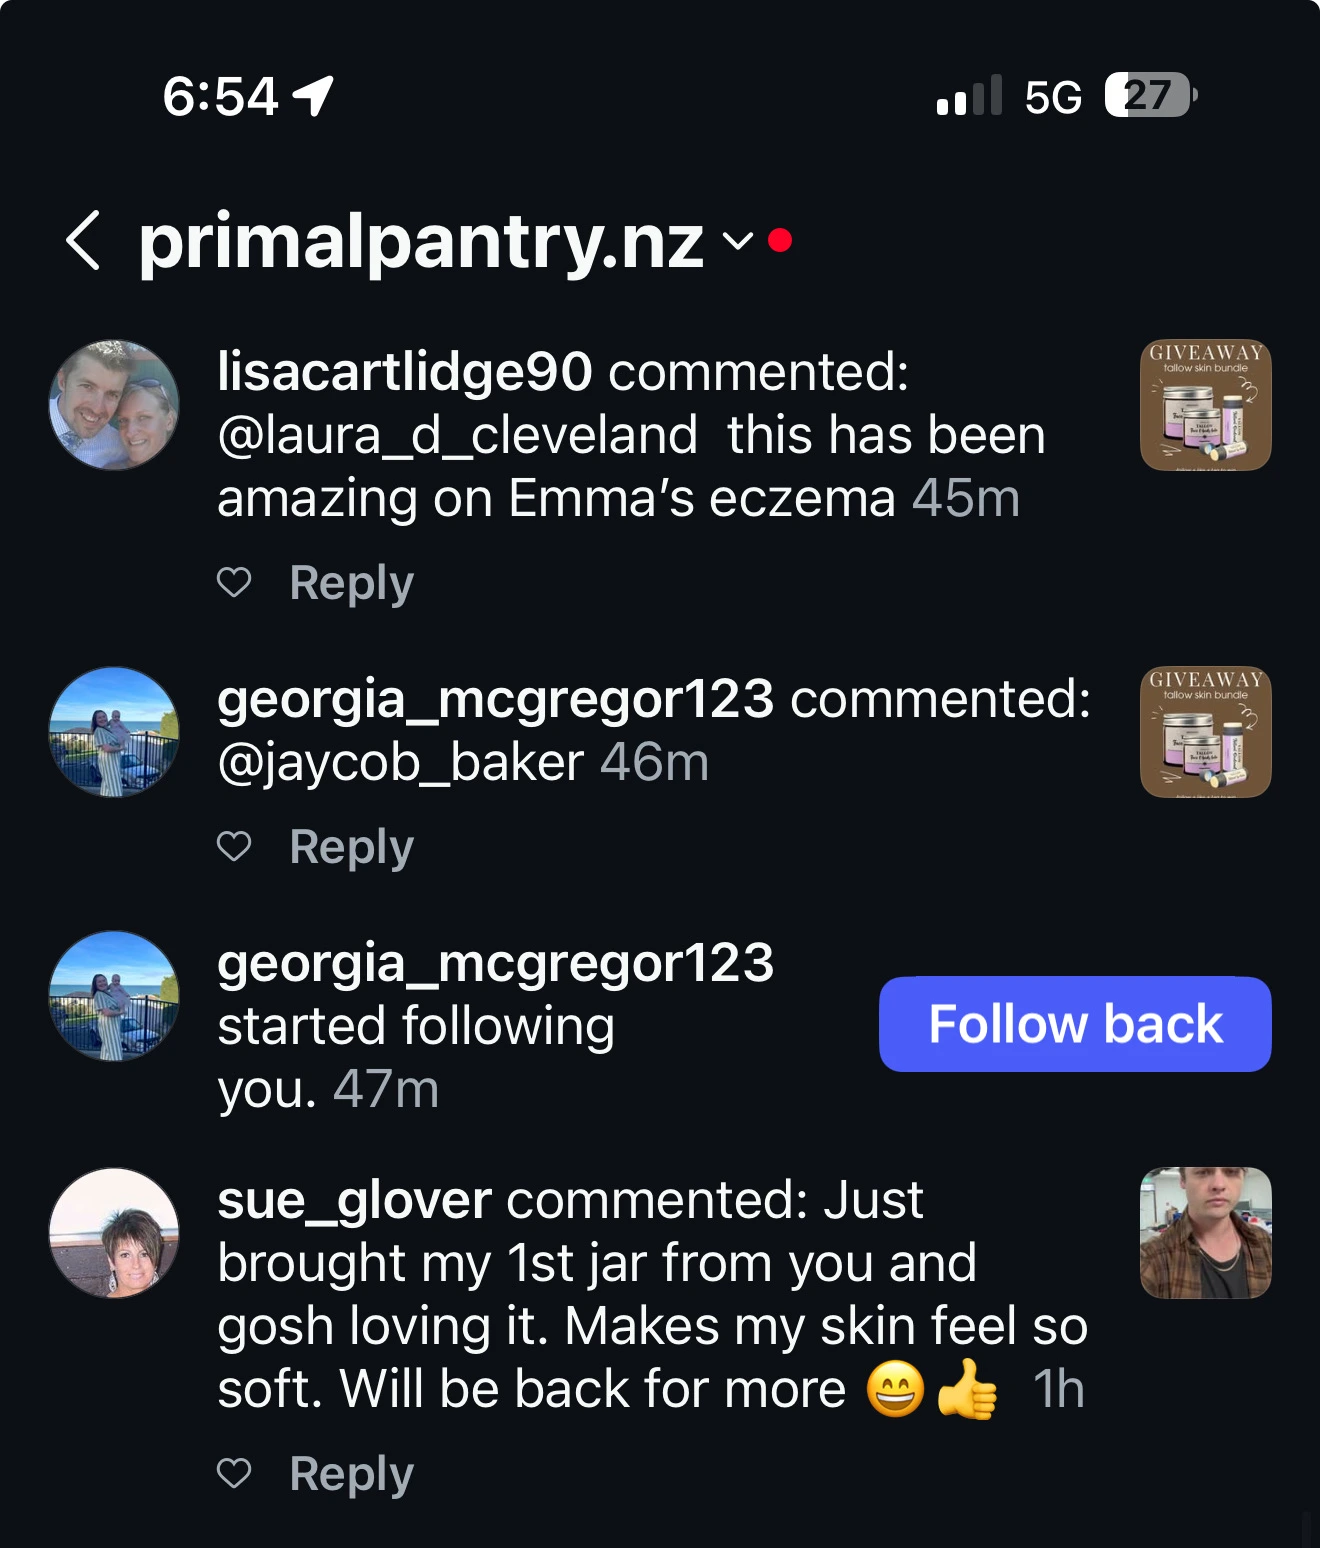 6:54
5G 27
primalpantry.nz
lisacartlidge90 commented:
@laura_d_cleveland this has been
amazing on Emma’s eczema 45m
Reply
GIVEAWAY
tallow skin bundle
georgia_mcgregor123 commented:
@jaycob_baker 46m
Reply
GIVEAWAY
tallow skin bundle
georgia_mcgregor123
started following
you. 47m
Follow back
sue_glover commented: Just
brought my 1st jar from you and
gosh loving it. Makes my skin feel so
soft. Will be back for more 😄👍 1h
Reply